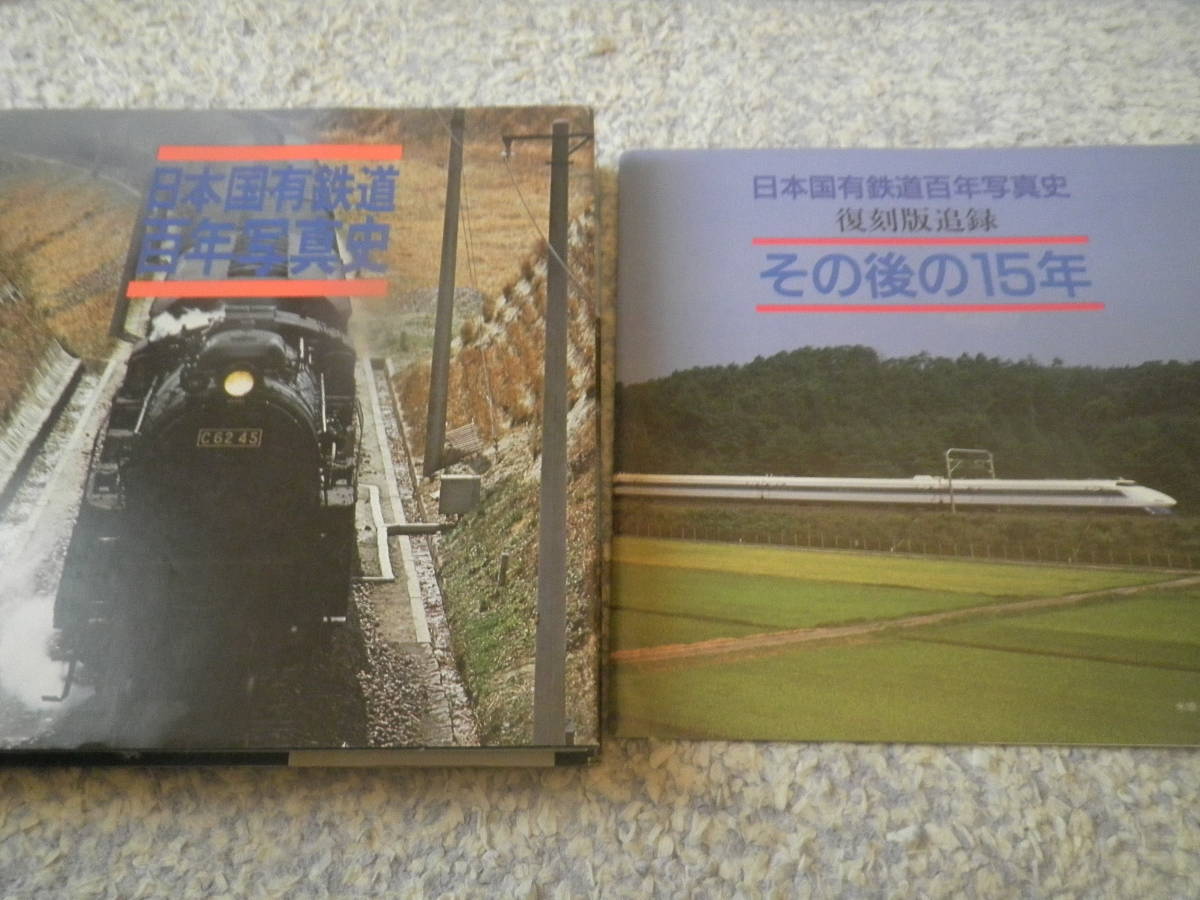 日本国有鉄道
百年写真史
C62 45
日本国有鉄道百年写真史
復刻版追録
その後の15年